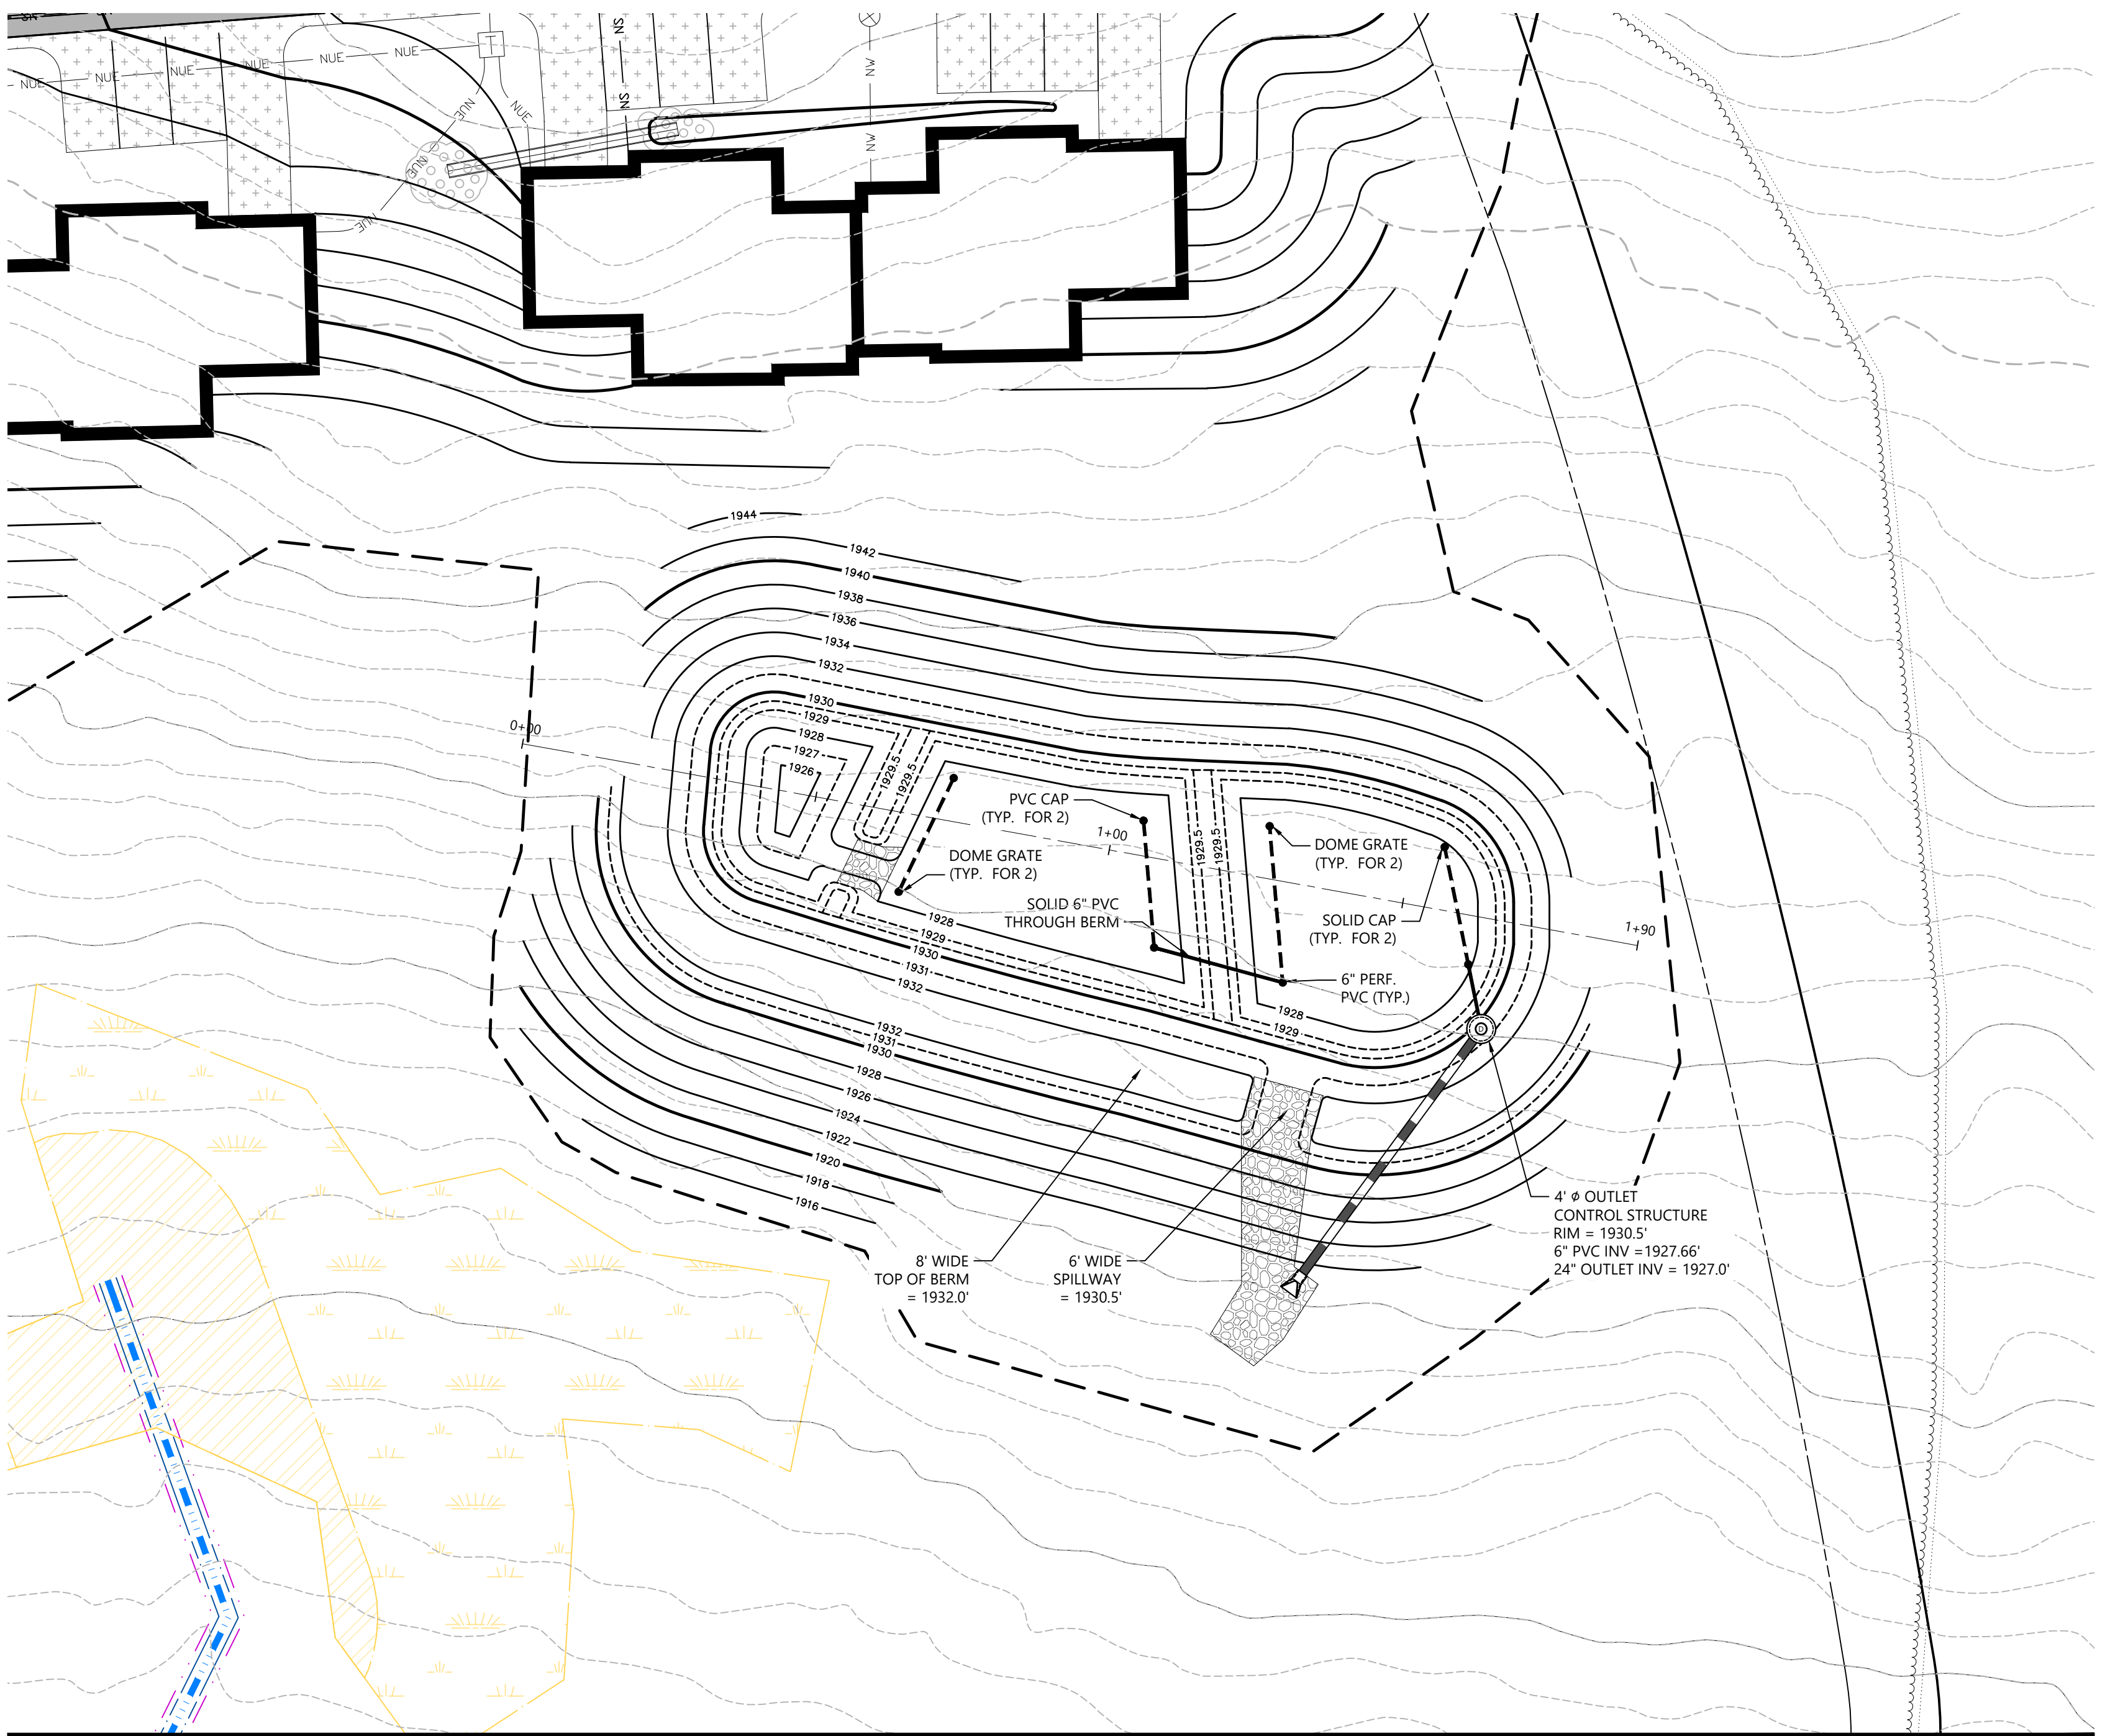 NUE
NUE
NUE
NUE
NUE
NUE
NUE
NUE
NUE
NUE
SNS
SNS
NW
NW
1944
1942
1940
1938
1936
1934
1932
1930
1929
1928
1927
1926
1929.5
1929.5
0+00
PVC CAP
(TYP. FOR 2)
1+00
1929.5
1929.5
DOME GRATE
(TYP. FOR 2)
DOME GRATE
(TYP. FOR 2)
SOLID 6" PVC
THROUGH BERM
SOLID CAP
(TYP. FOR 2)
1+90
6" PERF.
PVC (TYP.)
1928
1929
1930
1931
1932
1928
1929
D
1932
1931
1930
1928
1926
1924
1922
1920
1918
1916
8' WIDE
TOP OF BERM
= 1932.0'
6' WIDE
SPILLWAY
= 1930.5'
4' ϕ OUTLET
CONTROL STRUCTURE
RIM = 1930.5'
6" PVC INV =1927.66'
24" OUTLET INV = 1927.0'